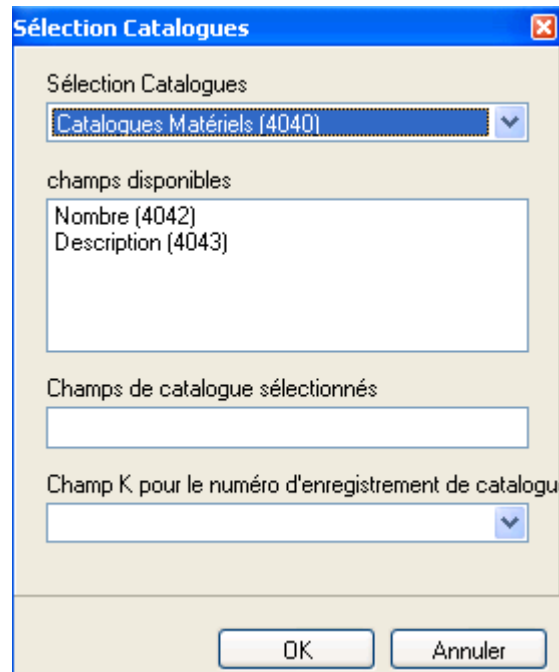 Sélection Catalogues
Sélection Catalogues
Catalogues Matériels (4040)
champs disponibles
Nombre (4042)
Description (4043)
Champs de catalogue sélectionnés
Champ K pour le numéro d'enregistrement de catalogu
OK
Annuler